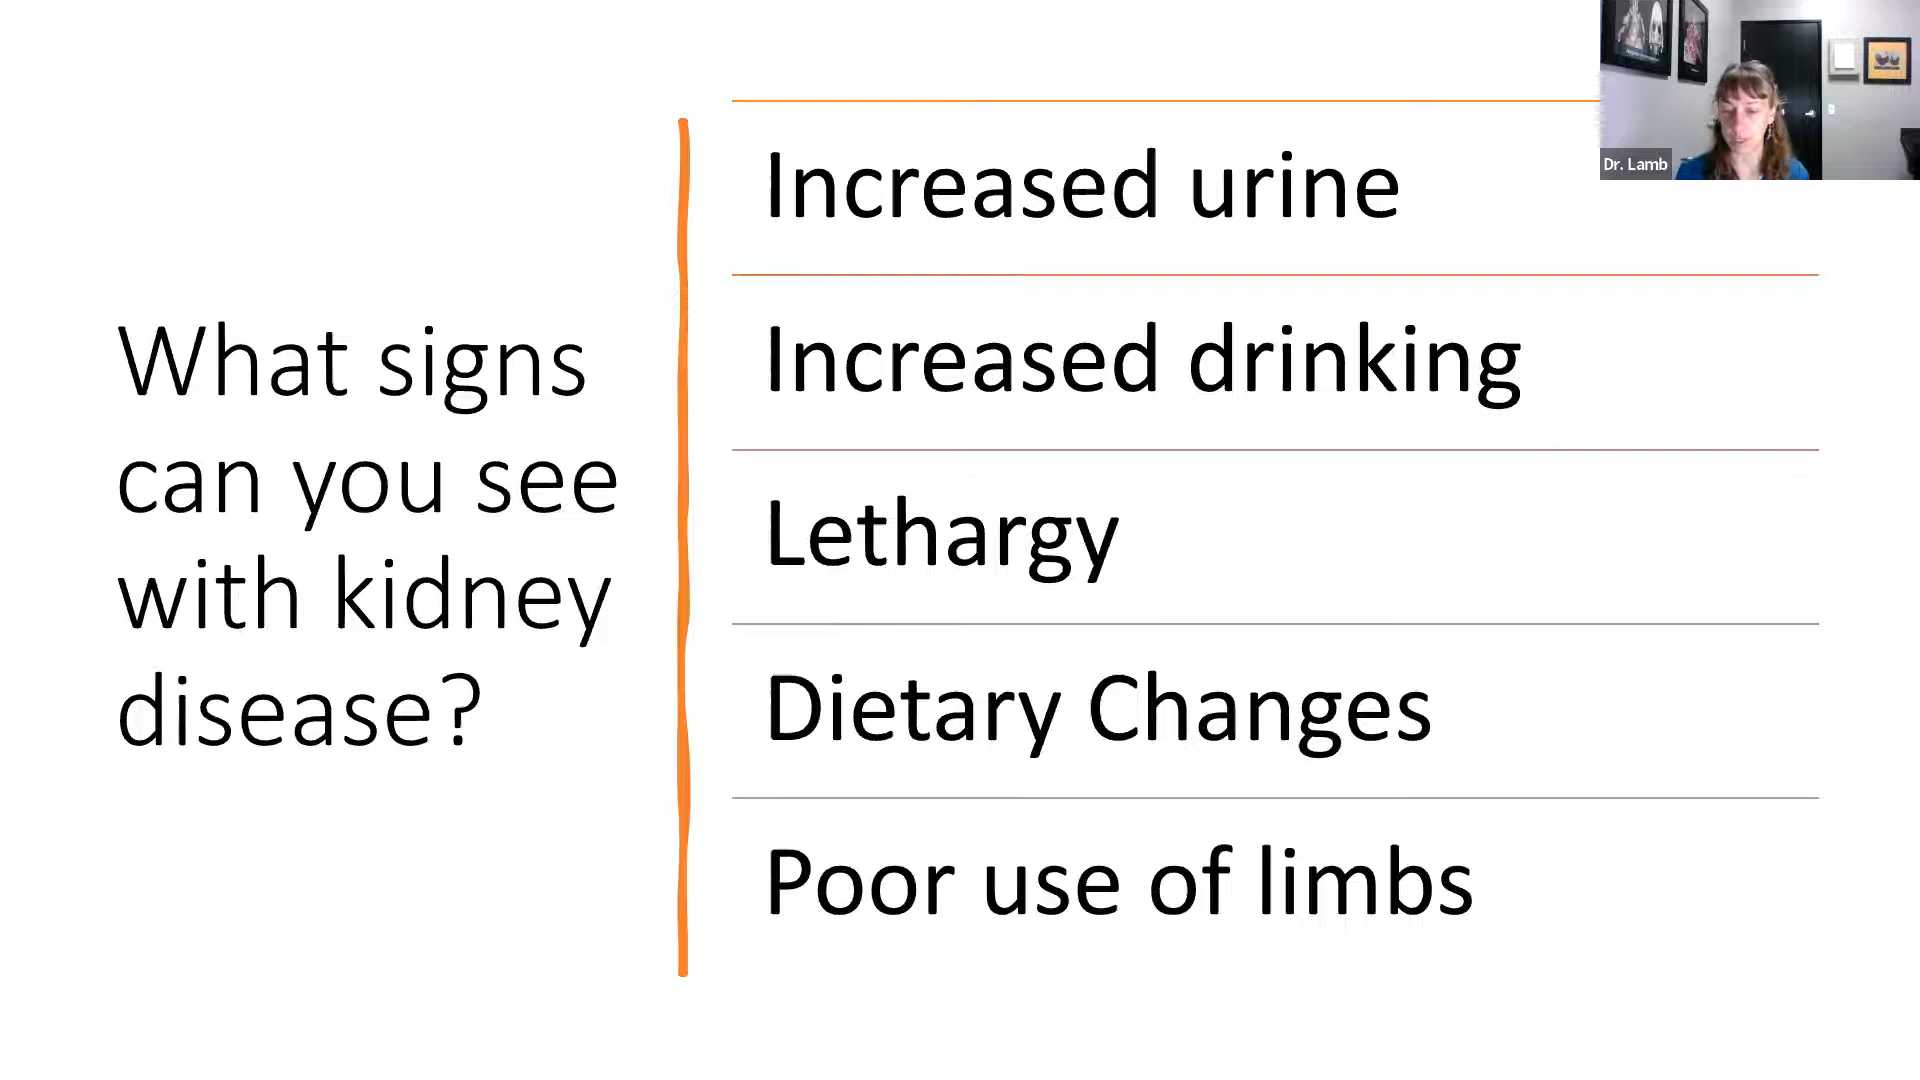 What signs
can you see
with kidney
disease?
Increased urine
Increased drinking
Lethargy
Dietary Changes
Poor use of limbs
Dr. Lamb